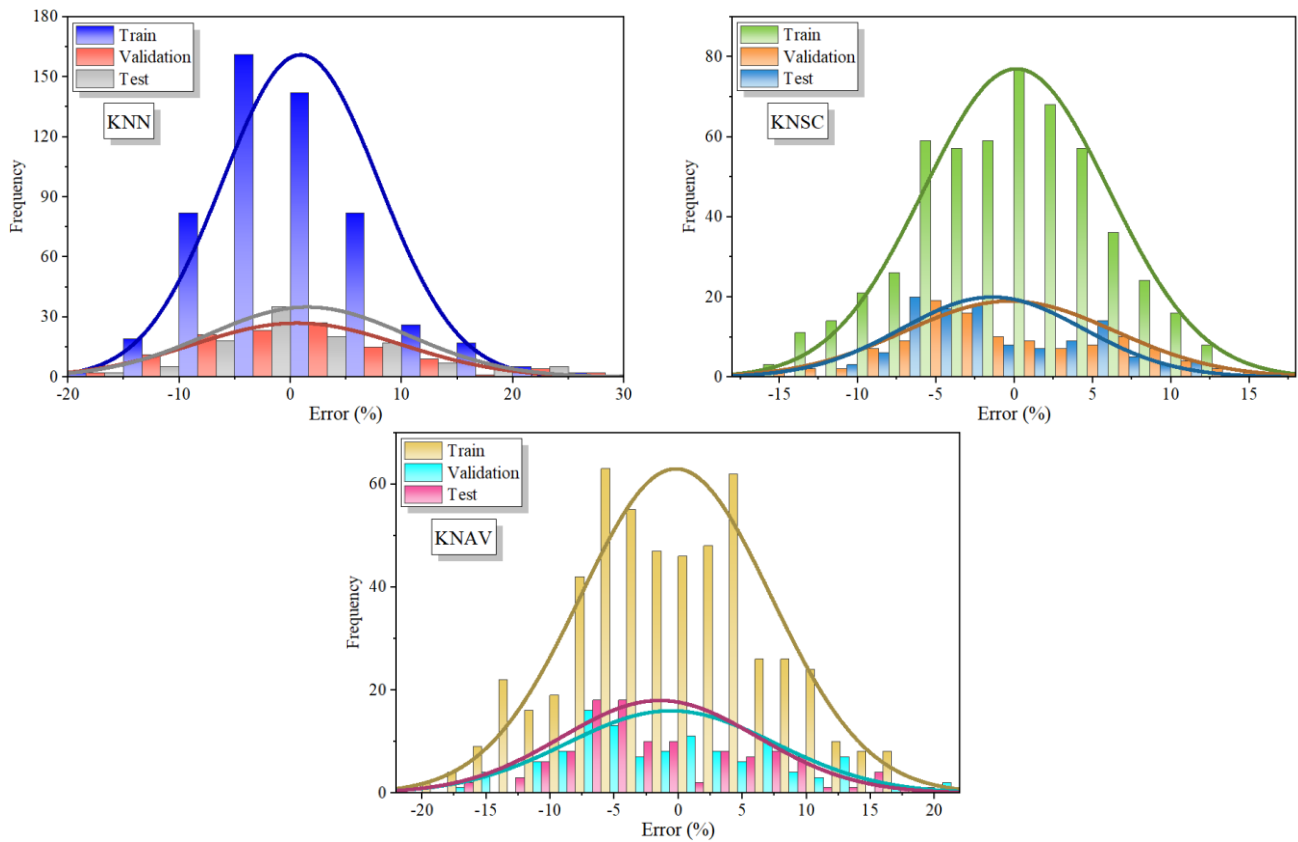 180
150
120
90
60
30
0
Frequency
Train
Validation
Test
KNN
-20
-10
0
10
20
30
Error (%)
80
60
40
20
0
Frequency
Train
Validation
Test
KNSC
-15
-10
-5
0
5
10
15
Error (%)
60
40
20
0
Frequency
Train
Validation
Test
KNAV
-20
-15
-10
-5
0
5
10
15
20
Error (%)